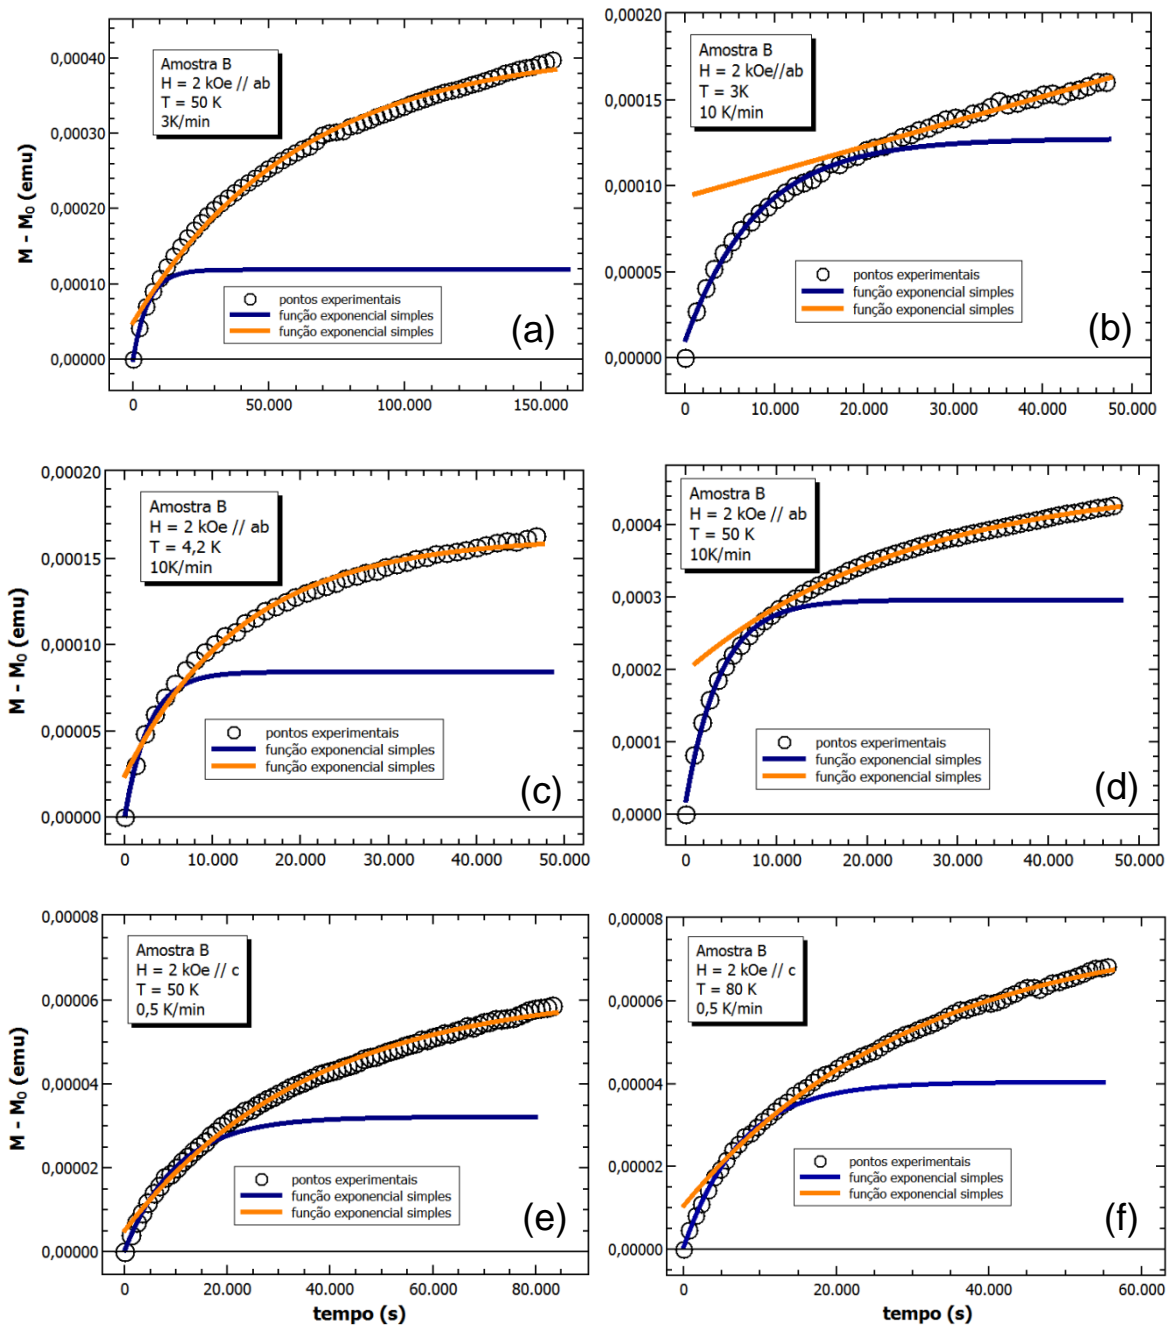 0,00040
0,00030
0,00020
0,00010
0,00000
M - M₀ (emu)
Amostra B
H = 2 kOe // ab
T = 50 K
3K/min
pontos experimentais
função exponencial simples
função exponencial simples
(a)
0 50.000 100.000 150.000
0,00020
0,00015
0,00010
0,00005
0,00000
Amostra B
H = 2 kOe//ab
T = 3K
10 K/min
pontos experimentais
função exponencial simples
função exponencial simples
(b)
0 10.000 20.000 30.000 40.000 50.000
0,00020
0,00015
0,00010
0,00005
0,00000
M - M₀ (emu)
Amostra B
H = 2 kOe // ab
T = 4,2 K
10K/min
pontos experimentais
função exponencial simples
função exponencial simples
(c)
0 10.000 20.000 30.000 40.000 50.000
0,0004
0,0003
0,0002
0,0001
0,0000
Amostra B
H = 2 kOe // ab
T = 50 K
10K/min
pontos experimentais
função exponencial simples
função exponencial simples
(d)
0 10.000 20.000 30.000 40.000 50.000
0,00008
0,00006
0,00004
0,00002
0,00000
M - M₀ (emu)
Amostra B
H = 2 kOe // c
T = 50 K
0,5 K/min
pontos experimentais
função exponencial simples
função exponencial simples
(e)
0 20.000 40.000 60.000 80.000
tempo (s)
0,00008
0,00006
0,00004
0,00002
0,00000
Amostra B
H = 2 kOe // c
T = 80 K
0,5 K/min
pontos experimentais
função exponencial simples
função exponencial simples
(f)
0 20.000 40.000 60.000
tempo (s)